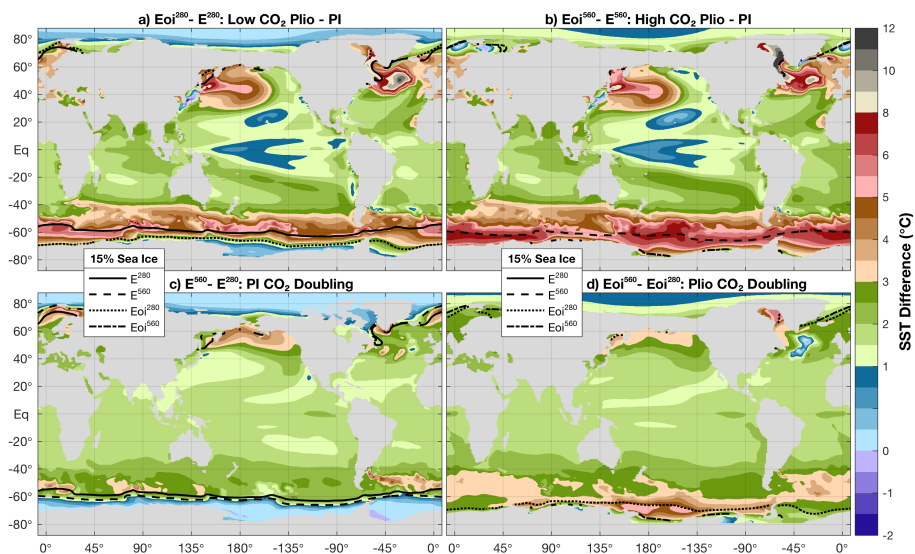 a) Eoi²⁸⁰- E²⁸⁰: Low CO₂ Plio - PI
b) Eoi⁵⁶⁰- E⁵⁶⁰: High CO₂ Plio - PI
80°
60°
40°
20°
Eq
-20°
-40°
-60°
-80°
15% Sea Ice
E²⁸⁰
E⁵⁶⁰
Eoi²⁸⁰
Eoi⁵⁶⁰
15% Sea Ice
E²⁸⁰
E⁵⁶⁰
Eoi²⁸⁰
Eoi⁵⁶⁰
c) E⁵⁶⁰- E²⁸⁰: PI CO₂ Doubling
d) Eoi⁵⁶⁰- Eoi²⁸⁰: Plio CO₂ Doubling
80°
60°
40°
20°
Eq
-20°
-40°
-60°
-80°
0° 45° 90° 135° 180° -135° -90° -45° 0°
0° 45° 90° 135° 180° -135° -90° -45° 0°
12
10
9
8
6
5
4
3
2
1
0
-1
-2
SST Difference (°C)